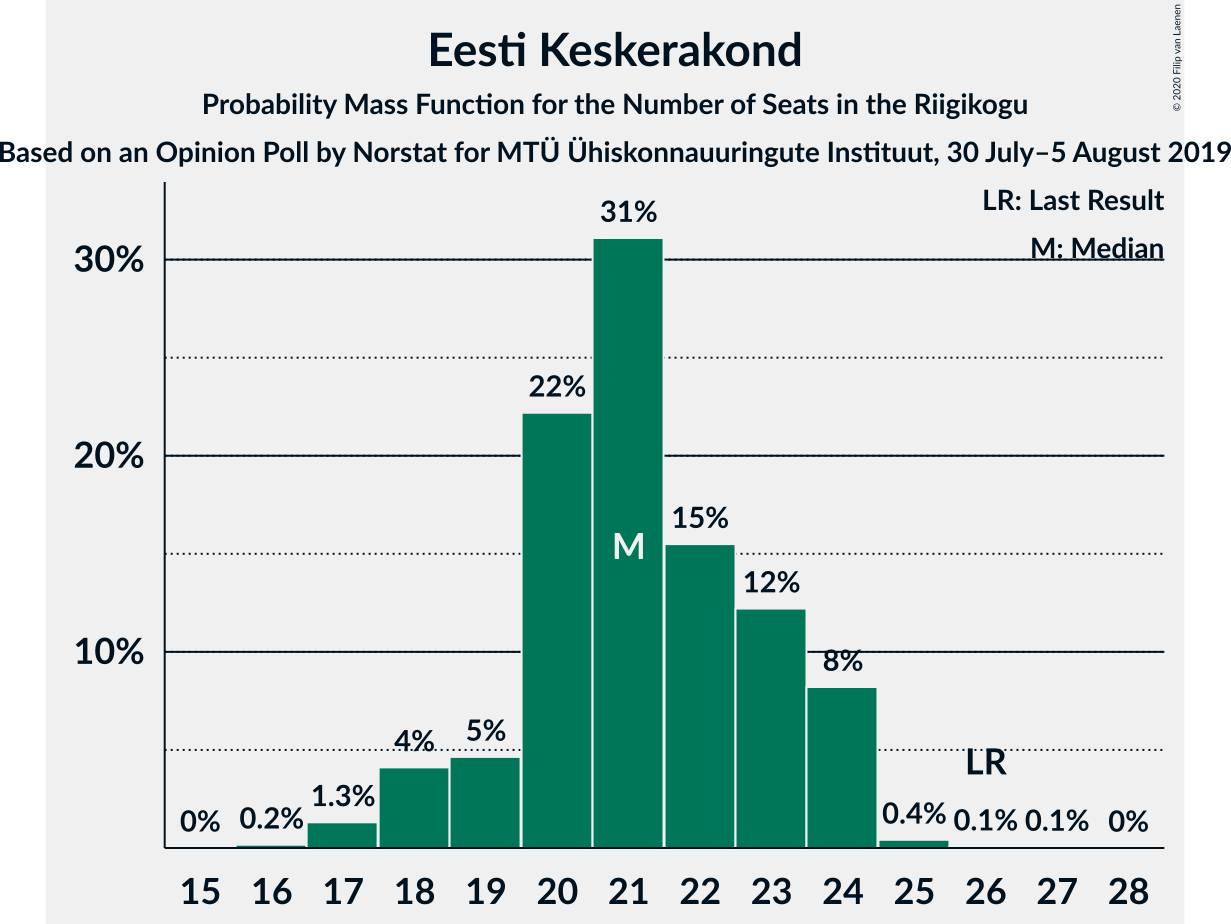 Eesti Keskerakond
Probability Mass Function for the Number of Seats in the Riigikogu
Based on an Opinion Poll by Norstat for MTÜ Ühiskonnauuringute Instituut, 30 July–5 August 2019
© 2020 Filip van Laenen
LR: Last Result
M: Median
30%
20%
10%
0%
0.2%
1.3%
4%
5%
22%
31%
15%
12%
8%
0.4%
0.1%
0.1%
0%
M
LR
15 16 17 18 19 20 21 22 23 24 25 26 27 28